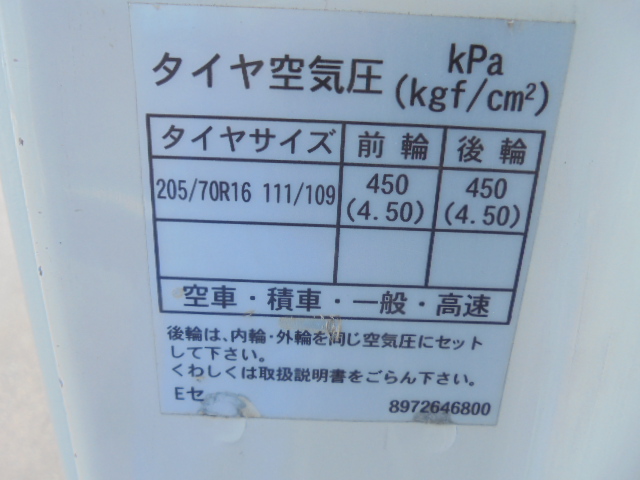 タイヤ空気圧 kPa
(kgf/cm²)
タイヤサイズ 前輪 後輪
205/70R16 111/109 450 450
(4.50) (4.50)
空車・積車・一般・高速
後輪は、内輪・外輪を同じ空気圧にセット
して下さい。
くわしくは取扱説明書をごらん下さい。
Eセ
8972646800